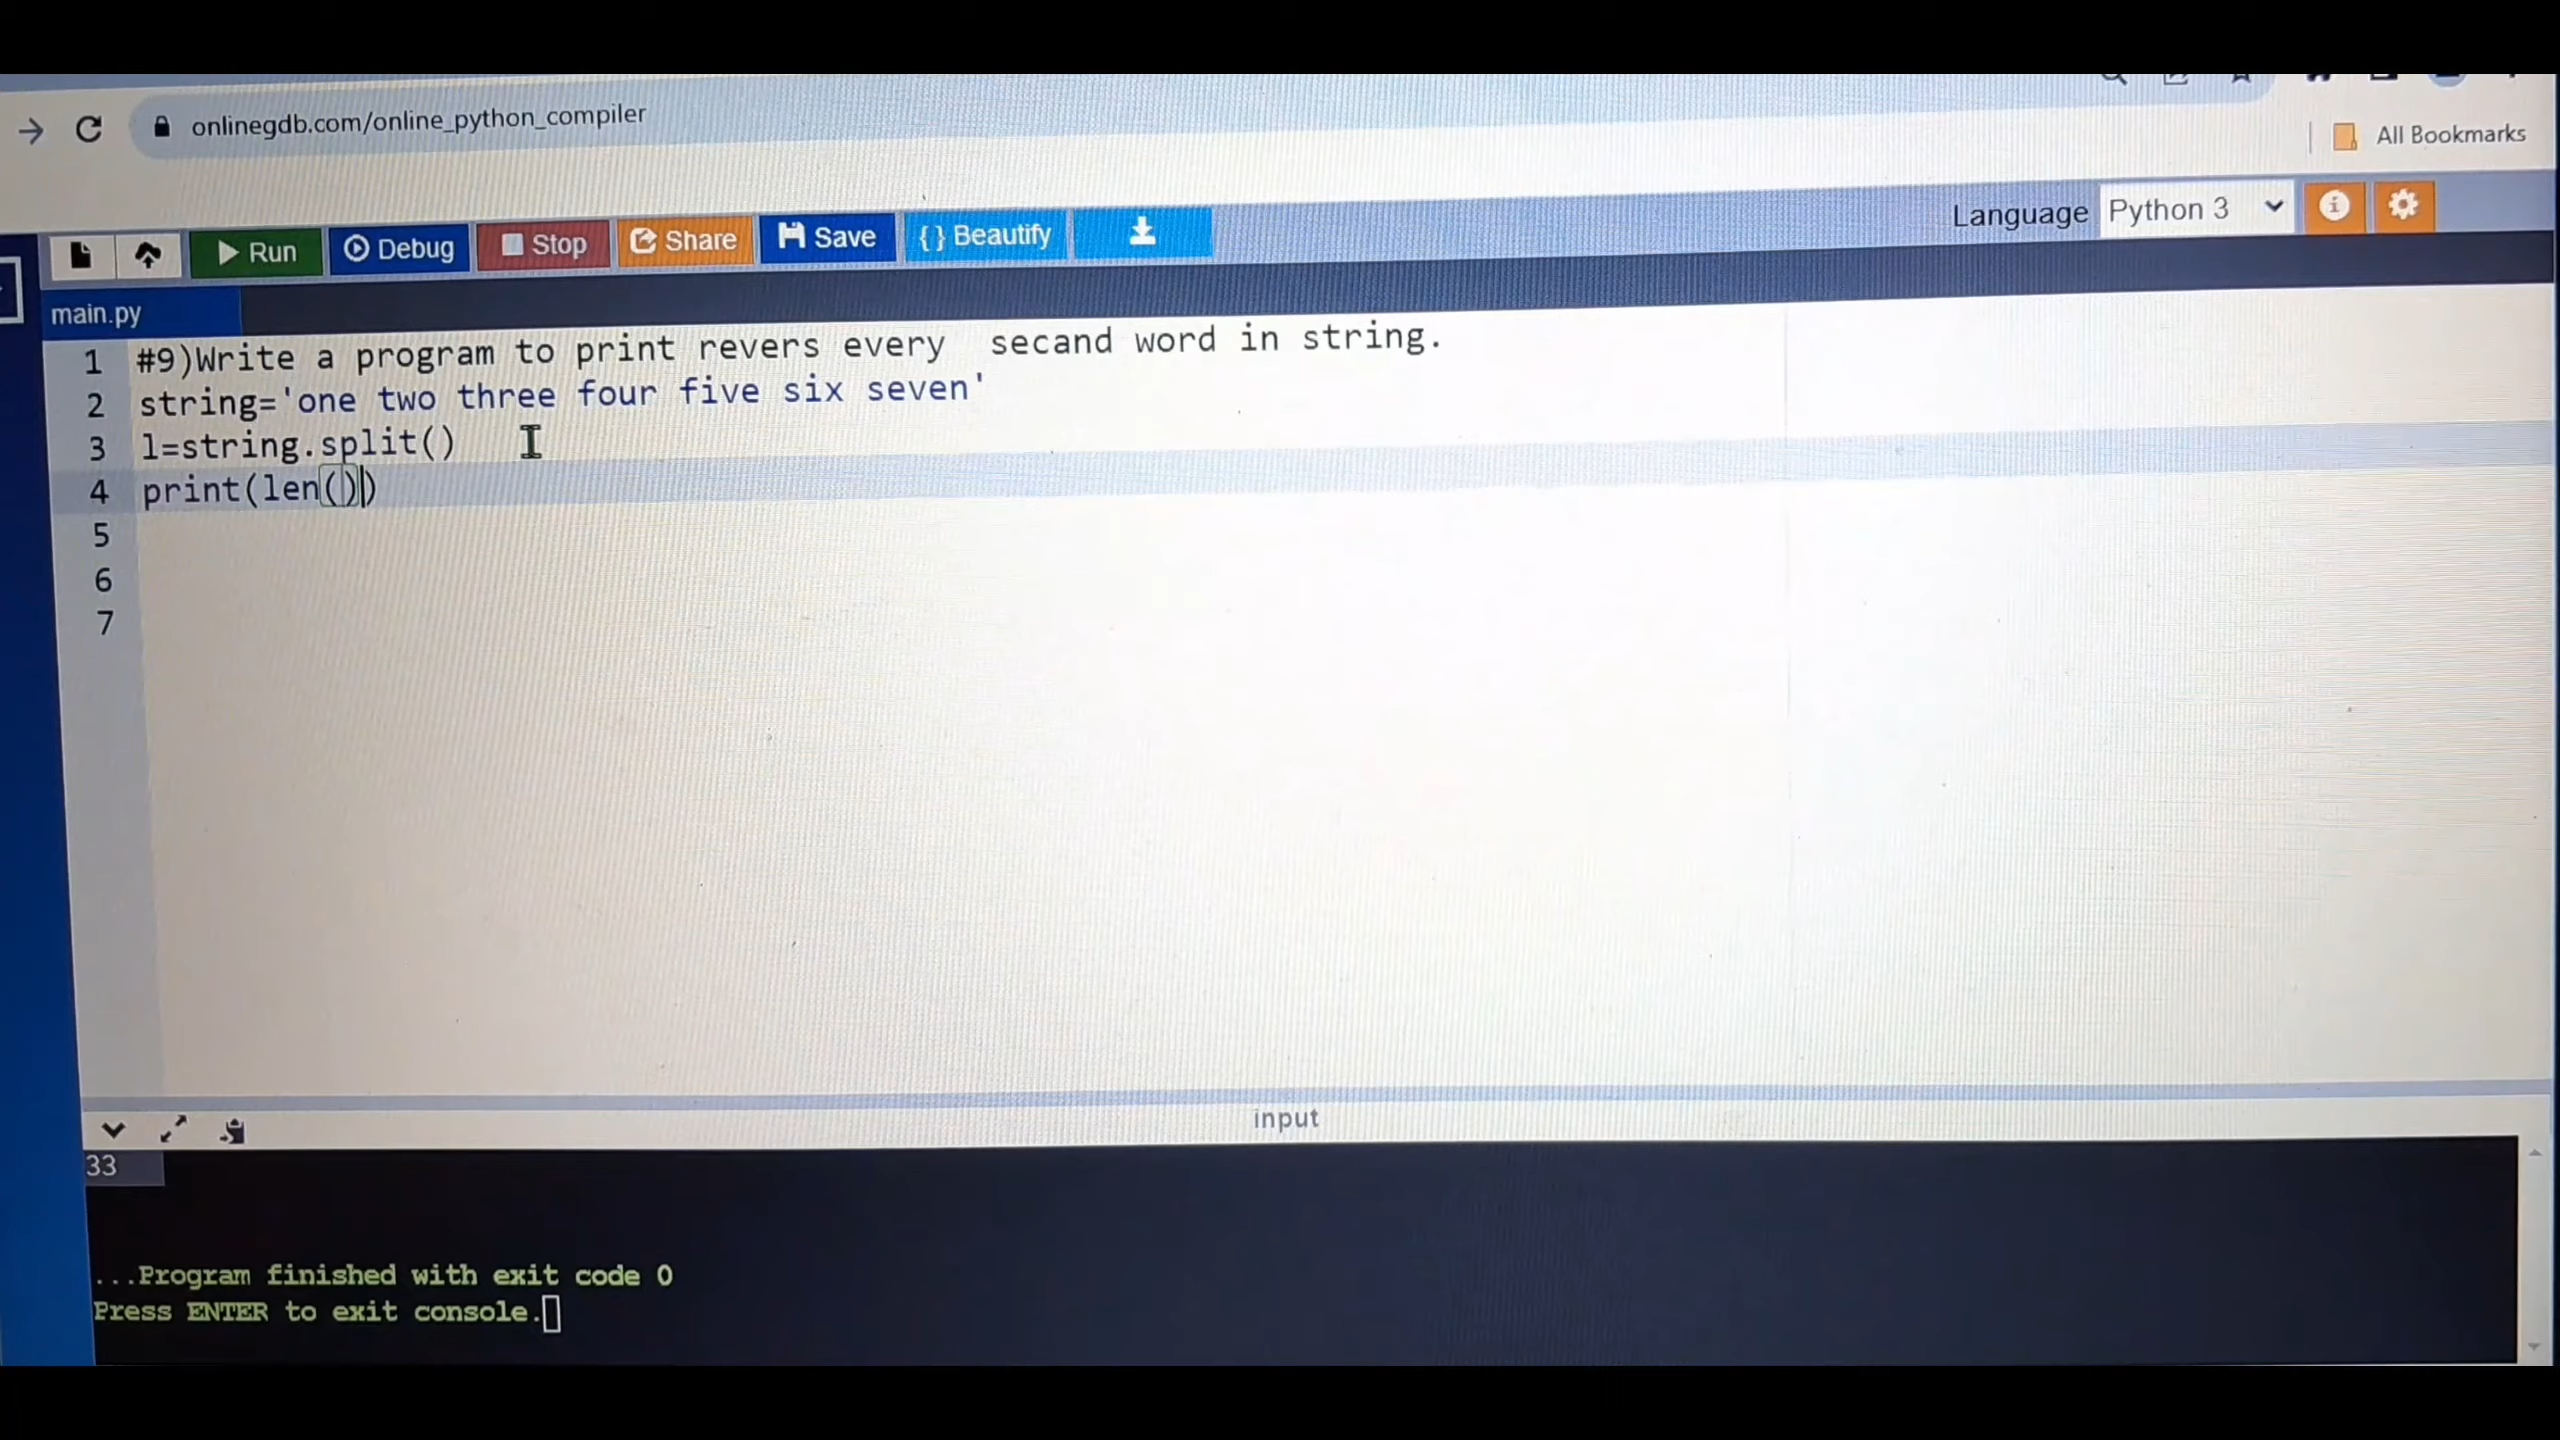 onlinegdb.com/online_python_compiler
All Bookmarks
Run
Debug
Stop
Share
Save
{} Beautify
Language
Python 3
main.py
1 #9)Write a program to print revers every  secand word in string.
2 string='one two three four five six seven'
3 l=string.split()
4 print(len())
5
6
7
input
33
...Program finished with exit code 0
Press ENTER to exit console.